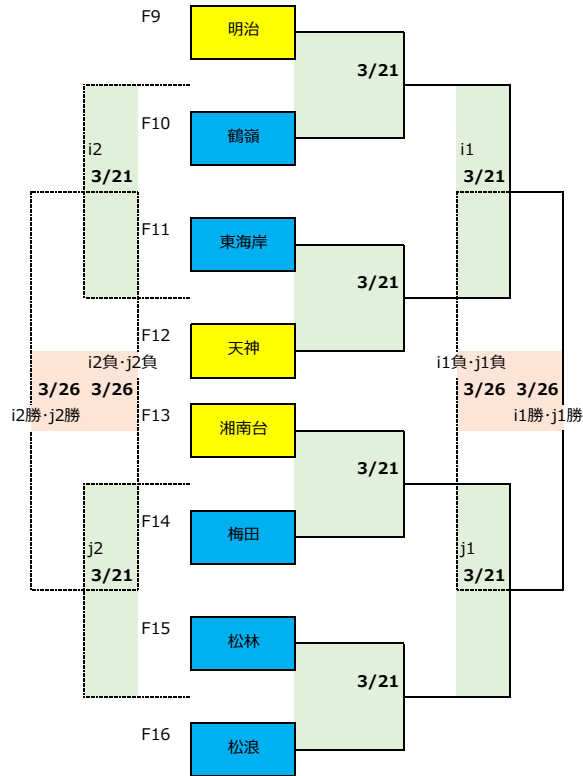 F9
明治
3/21
F10
鶴嶺
i2
3/21
i1
3/21
F11
東海岸
3/21
F12
天神
i2負･j2負
3/26 3/26
i2勝･j2勝
i1負･j1負
3/26 3/26
i1勝･j1勝
F13
湘南台
3/21
F14
梅田
j2
3/21
j1
3/21
F15
松林
3/21
F16
松浪